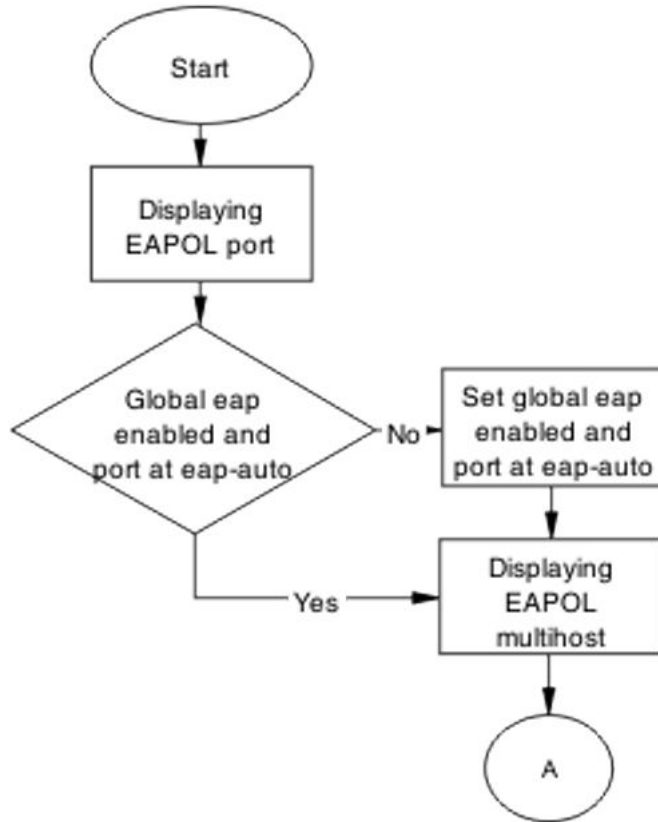 Start
Displaying
EAPOL port
Global eap
enabled and
port at eap-auto
No
Set global eap
enabled and
port at eap-auto
Yes
Displaying
EAPOL
multihost
A